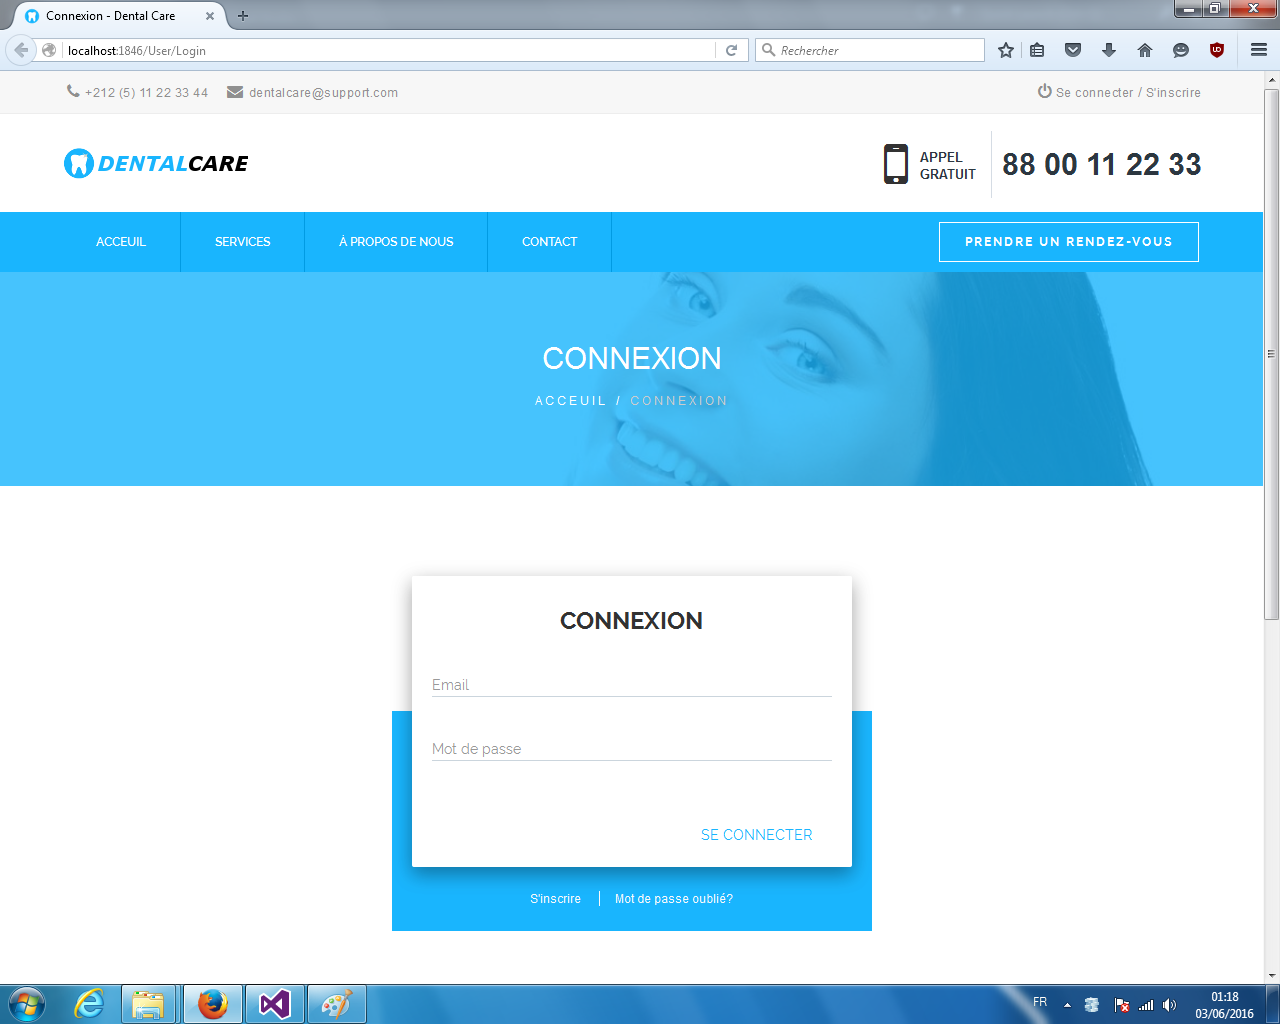 Connexion - Dental Care
localhost:1846/User/Login
Rechercher
+212 (5) 11 22 33 44 dentalcare@support.com Se connecter / S'inscrire
DENTALCARE
APPEL
GRATUIT
88 00 11 22 33
ACCEUIL SERVICES À PROPOS DE NOUS CONTACT PRENDRE UN RENDEZ-VOUS
CONNEXION
ACCEUIL / CONNEXION
CONNEXION
Email
Mot de passe
SE CONNECTER
S'inscrire Mot de passe oublié?
FR
01:18
03/06/2016